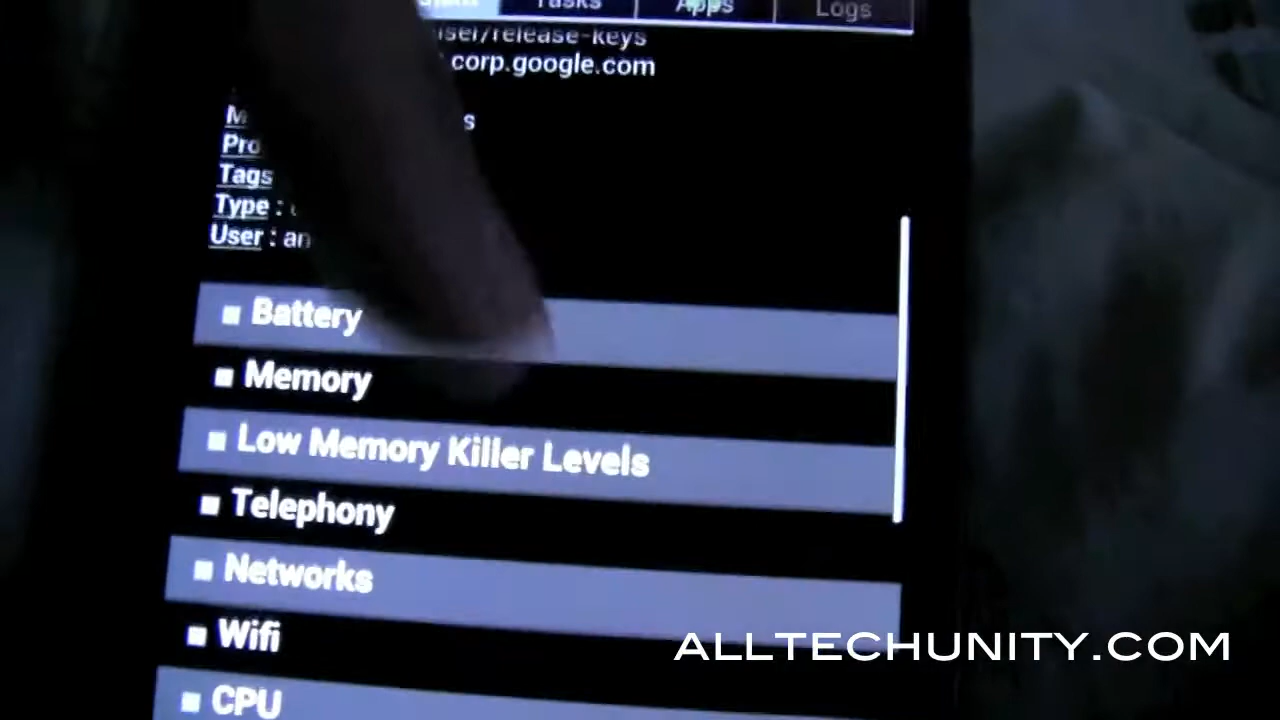 Tasks
Apps
Logs
user/release-keys
corp.google.com
s
Tags
Type :
User : an
Battery
Memory
Low Memory Killer Levels
Telephony
Networks
Wifi
CPU
ALLTECHUNITY.COM